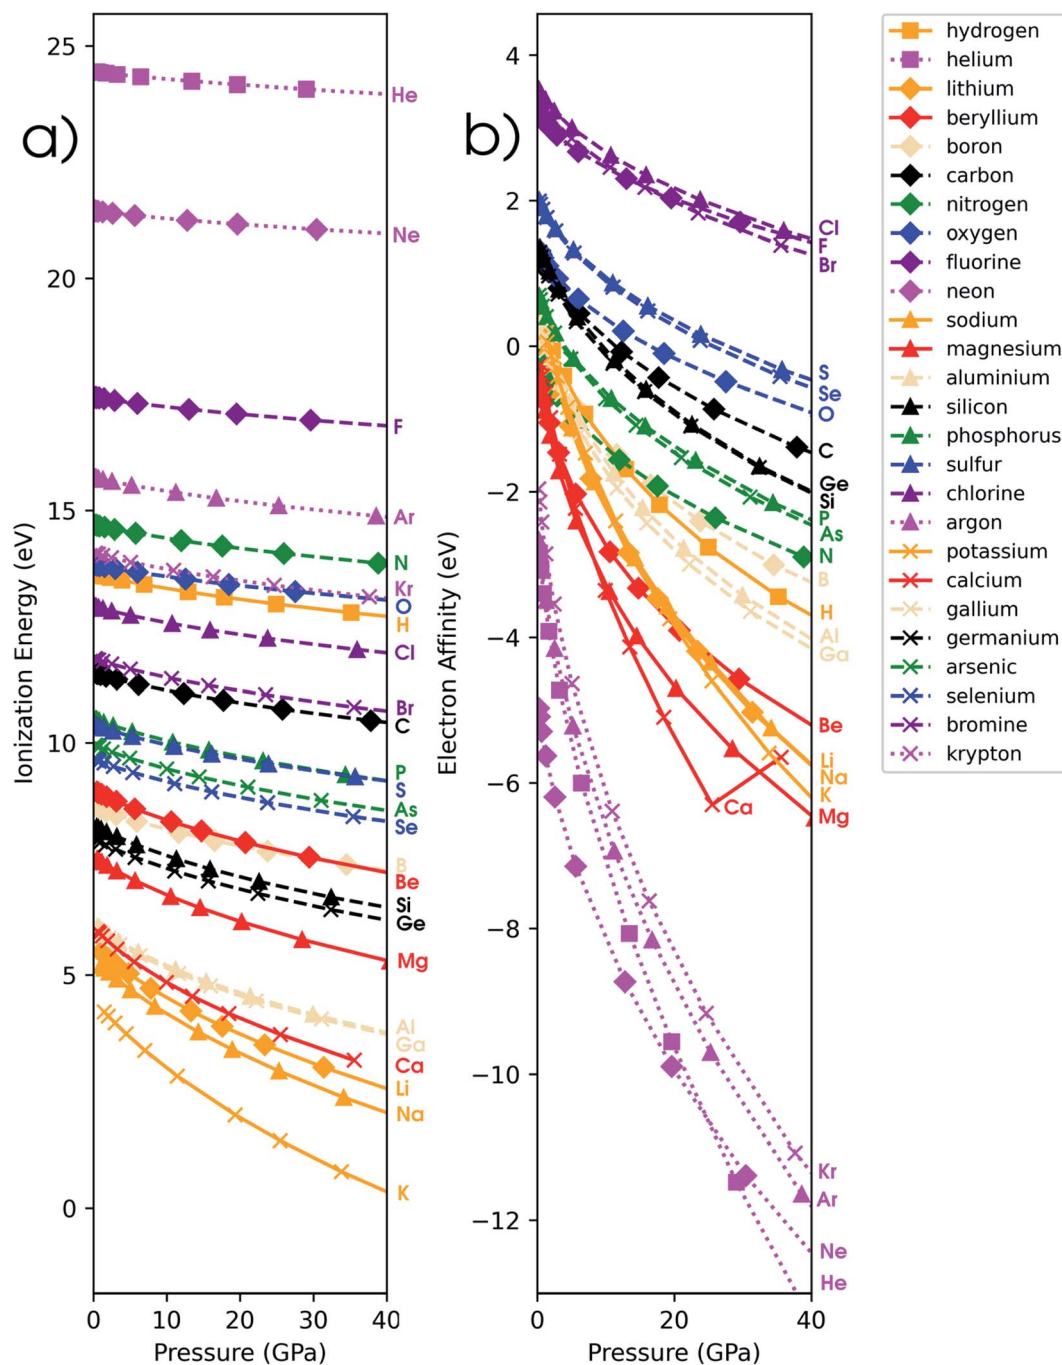 a)
25
20
15
10
5
0
Ionization Energy (eV)
He
Ne
F
Ar
N
Kr
O
H
Cl
Br
C
P
S
As
Se
B
Be
Si
Ge
Mg
Al
Ga
Ca
Li
Na
K
0
10
20
30
40
Pressure (GPa)
b)
4
2
0
−2
−4
−6
−8
−10
−12
Electron Affinity (eV)
Cl
F
Br
S
Se
O
C
Ge
Si
P
As
N
B
H
Al
Ga
Be
Li
Na
K
Ca
Mg
Kr
Ar
Ne
He
0
20
40
Pressure (GPa)
hydrogen
helium
lithium
beryllium
boron
carbon
nitrogen
oxygen
fluorine
neon
sodium
magnesium
aluminium
silicon
phosphorus
sulfur
chlorine
argon
potassium
calcium
gallium
germanium
arsenic
selenium
bromine
krypton